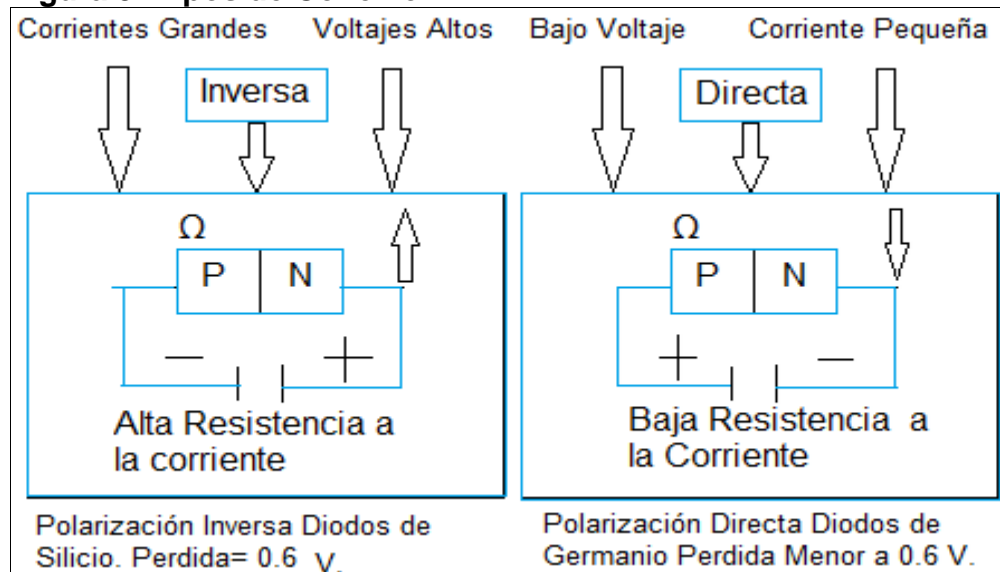 Corrientes Grandes Voltajes Altos Bajo Voltaje Corriente Pequeña
Inversa
Directa
Ω
P N
− +
Alta Resistencia a
la corriente
Ω
P N
+ −
Baja Resistencia a
la Corriente
Polarización Inversa Diodos de
Silicio. Perdida= 0.6 V.
Polarización Directa Diodos de
Germanio Perdida Menor a 0.6 V.